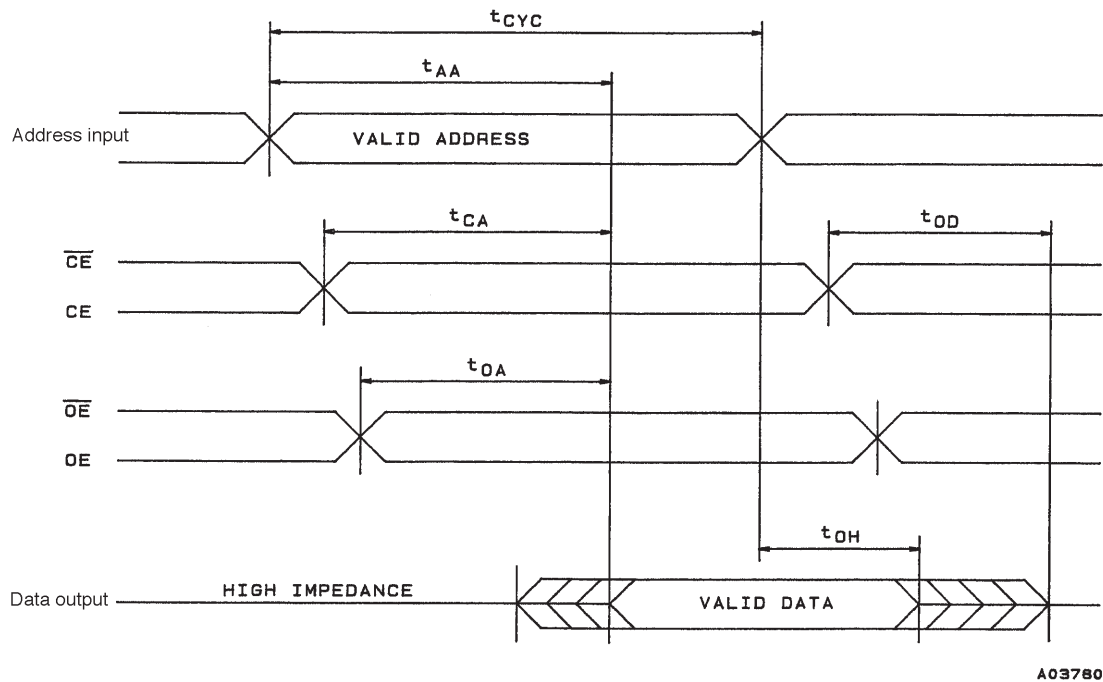 tCYC
tAA
Address input
VALID ADDRESS
tCA
tOD
CE
CE
tOA
OE
OE
tOH
Data output
HIGH IMPEDANCE
VALID DATA
A03780